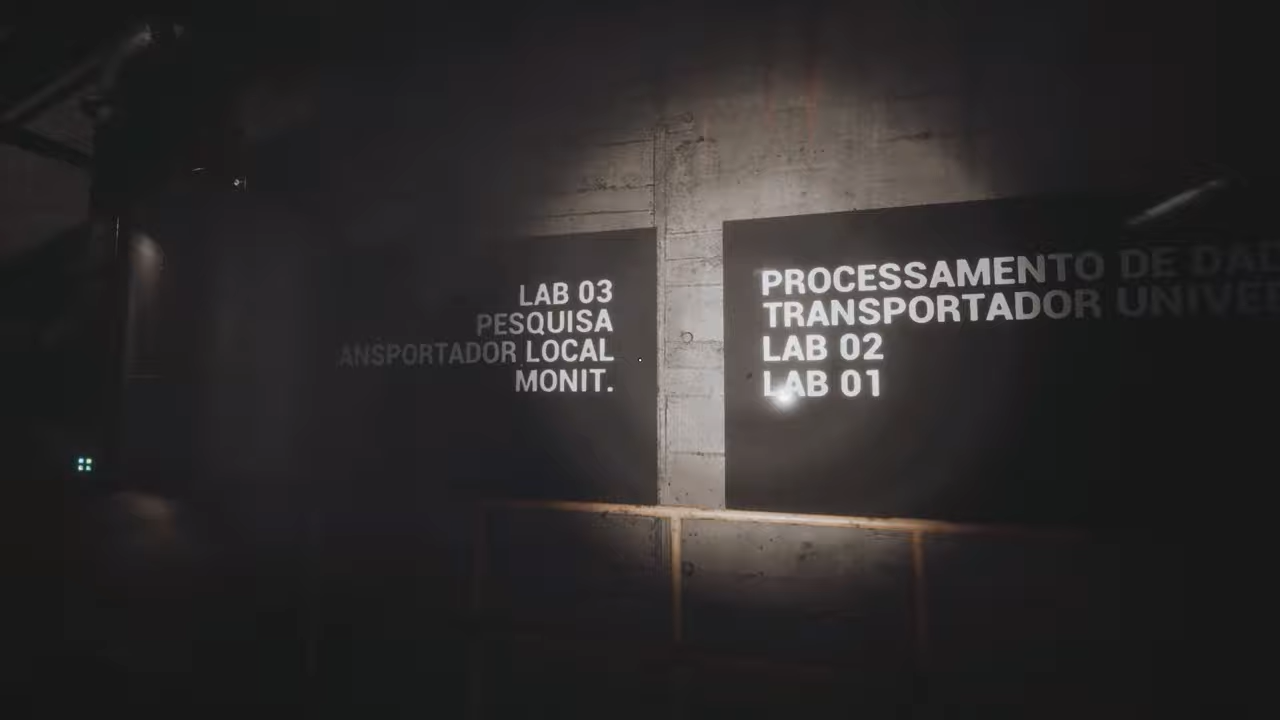 LAB 03
PESQUISA
ANSPORTADOR LOCAL
MONIT.
PROCESSAMENTO DE DAD
TRANSPORTADOR UNIVER
LAB 02
LAB 01